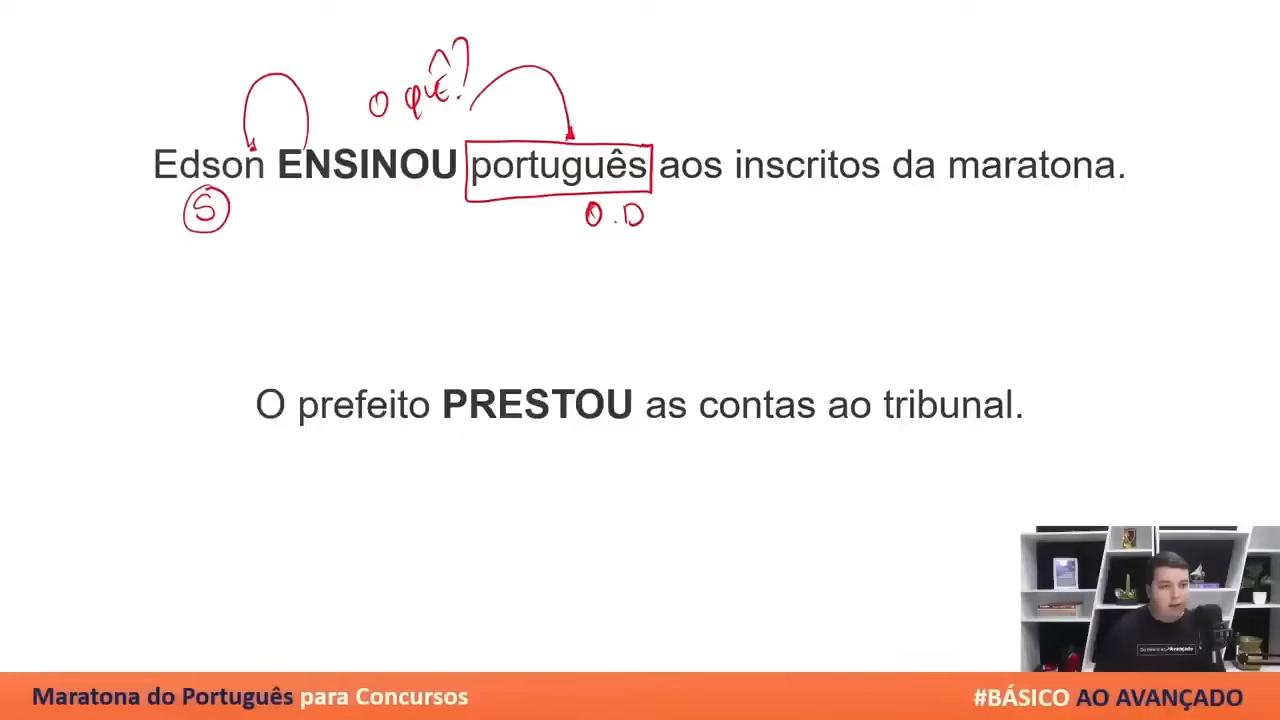 O QUÊ?
Edson ENSINOU português aos inscritos da maratona.
S
O.D
O prefeito PRESTOU as contas ao tribunal.
Maratona do Português para Concursos
#BÁSICO AO AVANÇADO